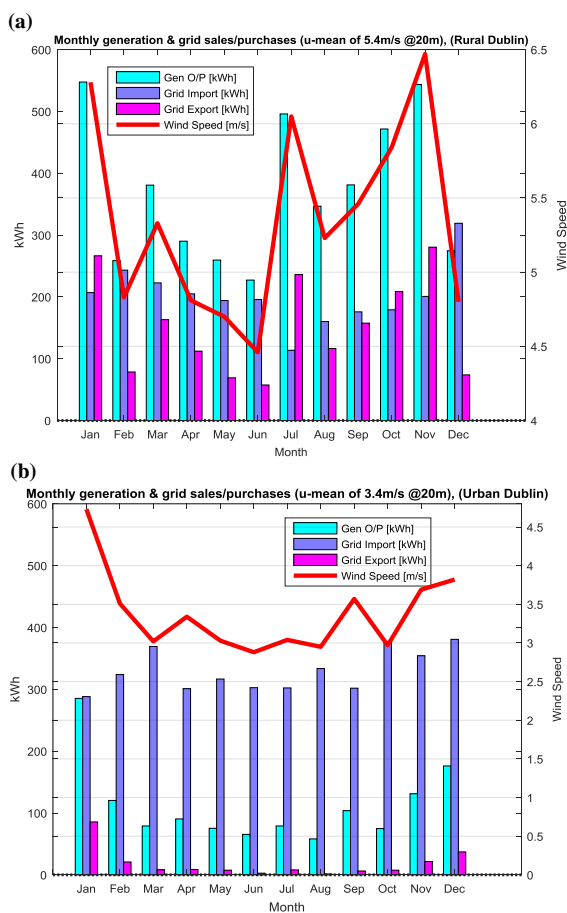 (a)
Monthly generation & grid sales/purchases (u-mean of 5.4m/s @20m), (Rural Dublin)
600
500
400
300
200
100
0
kWh
Gen O/P [kWh]
Grid Import [kWh]
Grid Export [kWh]
Wind Speed [m/s]
6.5
6
5.5
5
4.5
4
Wind Speed
Jan Feb Mar Apr May Jun Jul Aug Sep Oct Nov Dec
Month
(b)
Monthly generation & grid sales/purchases (u-mean of 3.4m/s @20m), (Urban Dublin)
600
500
400
300
200
100
0
kWh
Gen O/P [kWh]
Grid Import [kWh]
Grid Export [kWh]
Wind Speed [m/s]
4.5
4
3.5
3
2.5
2
1.5
1
0.5
0
Wind Speed
Jan Feb Mar Apr May Jun Jul Aug Sep Oct Nov Dec
Month